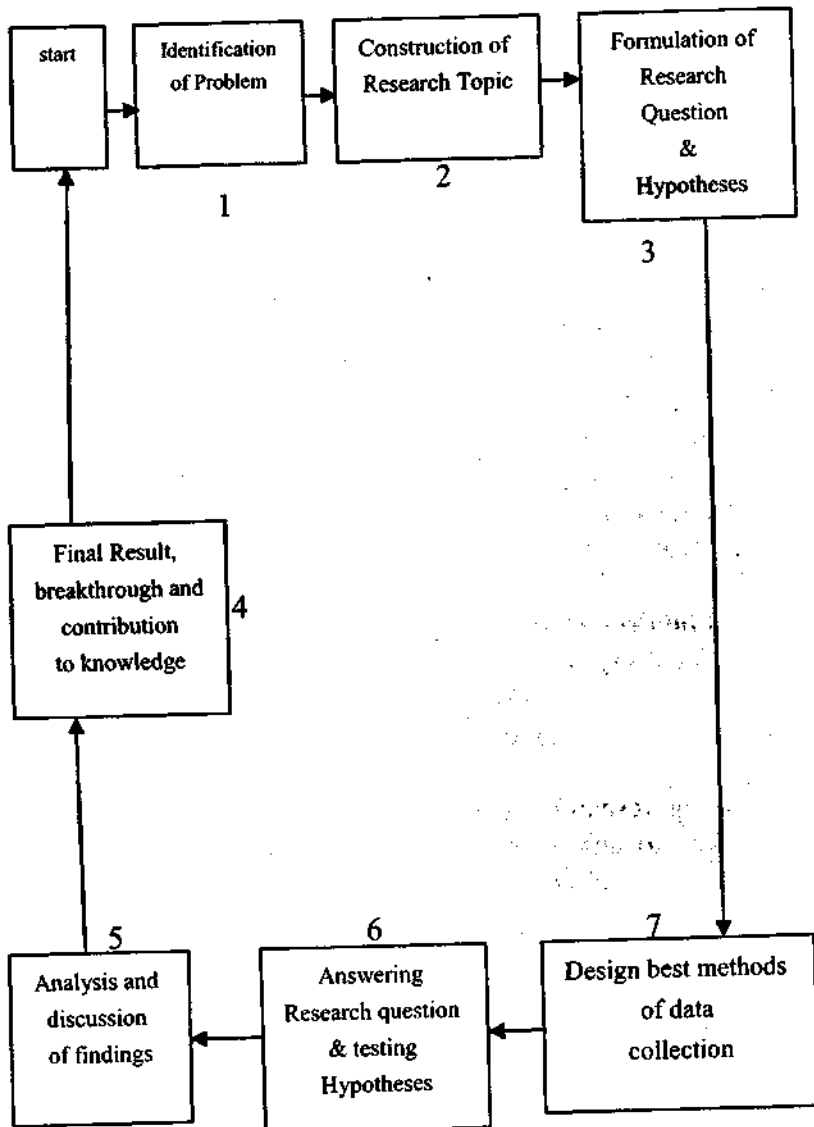 start
Identification
of Problem
1
Construction of
Research Topic
2
Formulation of
Research
Question
&
Hypotheses
3
Final Result,
breakthrough and
contribution
to knowledge
4
5
Analysis and
discussion
of findings
6
Answering
Research question
& testing
Hypotheses
7
Design best methods
of data
collection